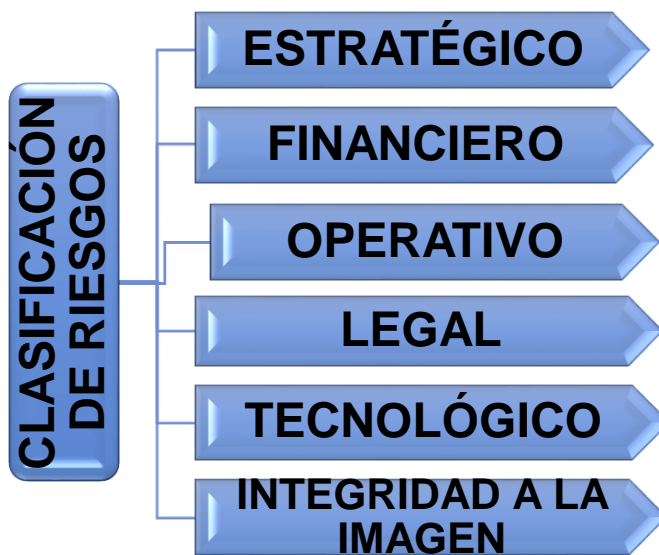 CLASIFICACIÓN
DE RIESGOS
ESTRATÉGICO
FINANCIERO
OPERATIVO
LEGAL
TECNOLÓGICO
INTEGRIDAD A LA
IMAGEN